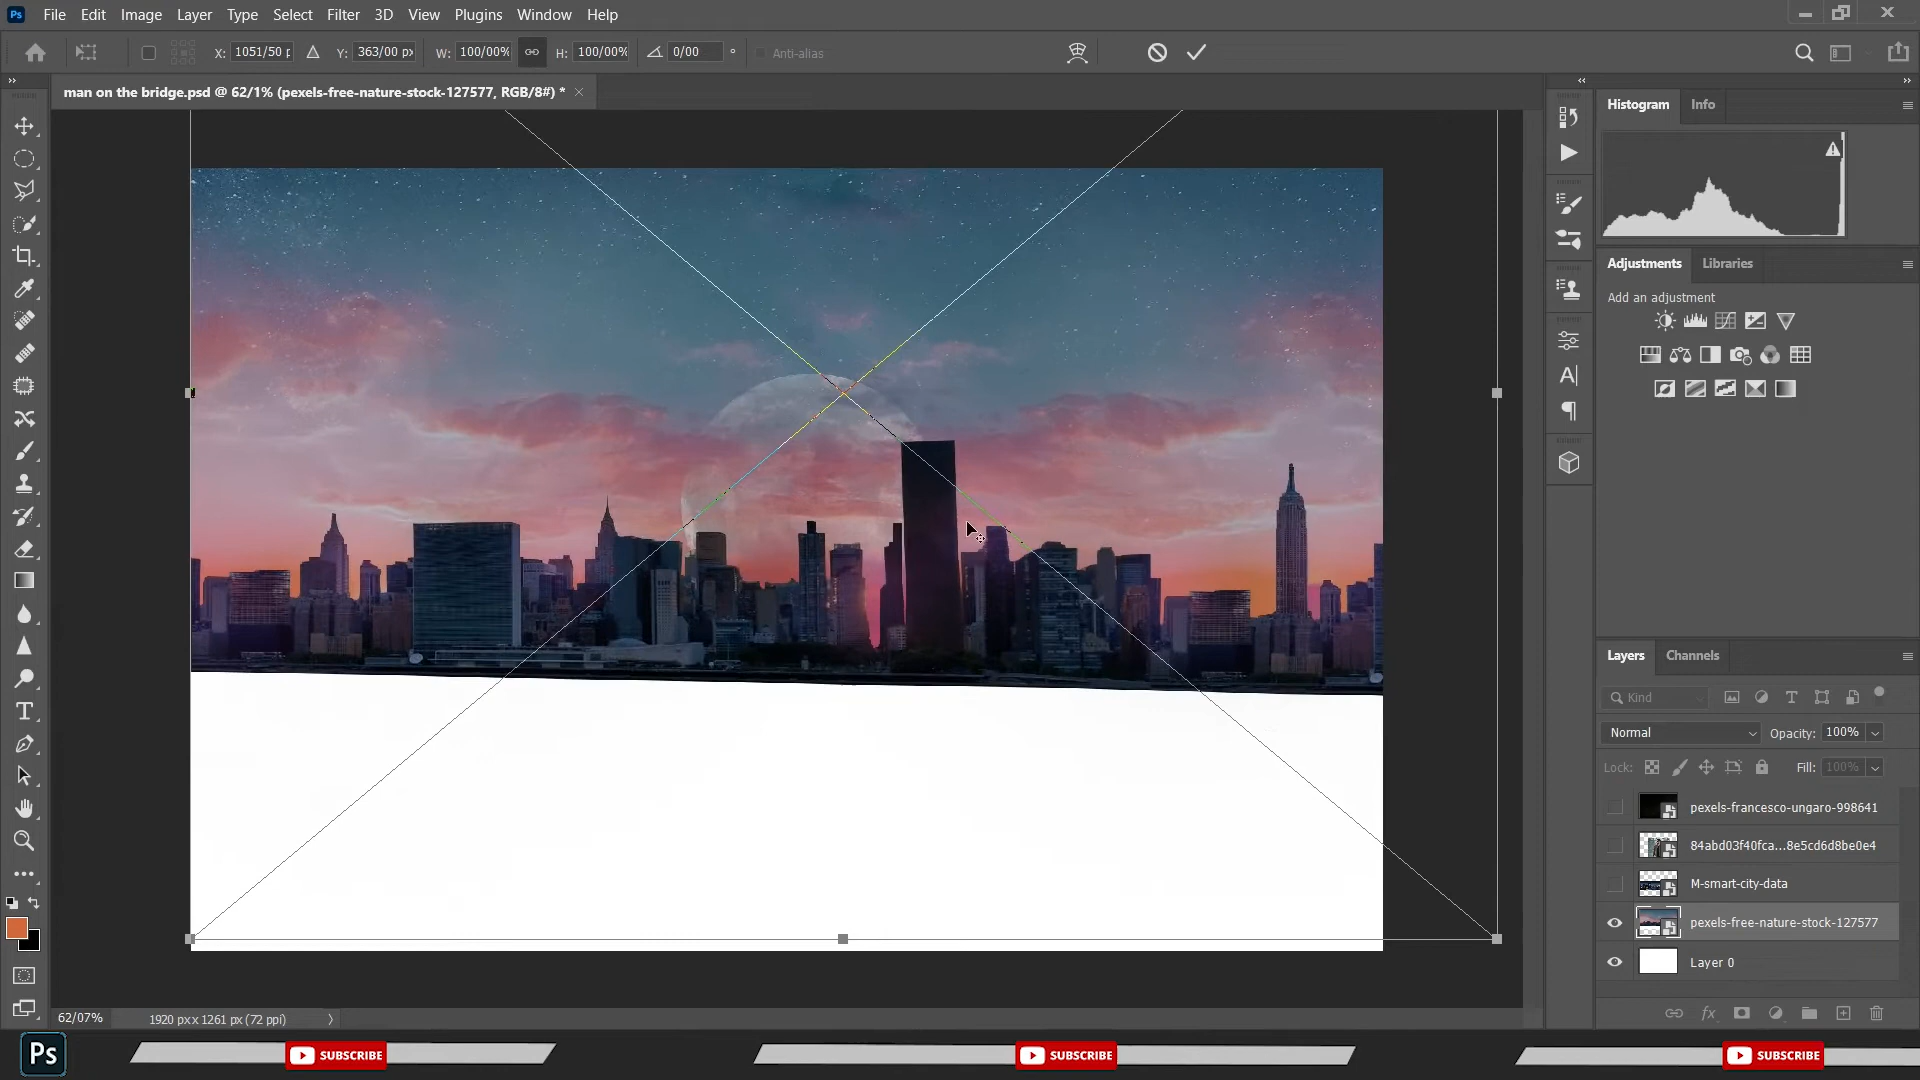 Ps File Edit Image Layer Type Select Filter 3D View Plugins Window Help
X: 1051/50 p Y: 363/00 px W: 100/00% H: 100/00% 0/00 ° Anti-alias
man on the bridge.psd @ 62/1% (pexels-free-nature-stock-127577, RGB/8#) *
Histogram Info
Adjustments Libraries
Add an adjustment
Layers Channels
Kind
Normal Opacity: 100%
Lock: Fill: 100%
pexels-francesco-ungaro-998641
84abd03f40fca...8e5cd6d8be0e4
M-smart-city-data
pexels-free-nature-stock-127577
Layer 0
62/07% 1920 px x 1261 px (72 ppi)
Ps SUBSCRIBE SUBSCRIBE SUBSCRIBE